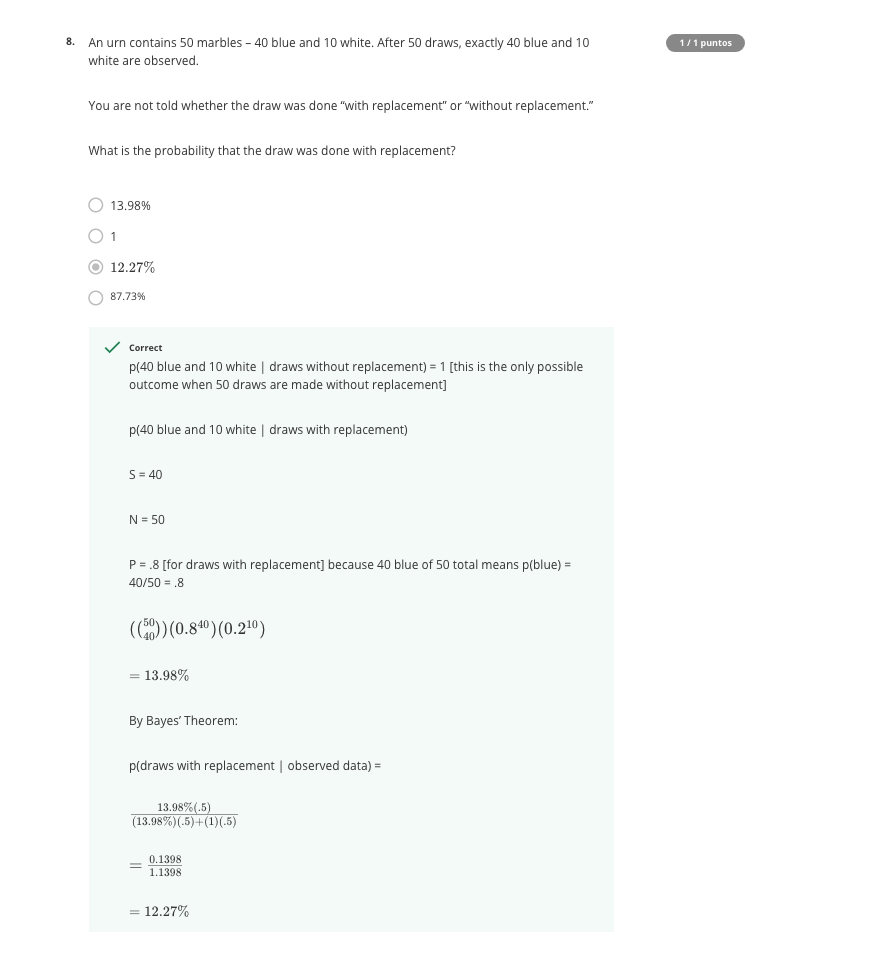 8. An urn contains 50 marbles – 40 blue and 10 white. After 50 draws, exactly 40 blue and 10
white are observed.
1 / 1 puntos
You are not told whether the draw was done “with replacement” or “without replacement.”
What is the probability that the draw was done with replacement?
13.98%
1
12.27%
87.73%
Correct
p(40 blue and 10 white | draws without replacement) = 1 [this is the only possible
outcome when 50 draws are made without replacement]
p(40 blue and 10 white | draws with replacement)
S = 40
N = 50
P = .8 [for draws with replacement] because 40 blue of 50 total means p(blue) =
40/50 = .8
((50 40))(0.8^40)(0.2^10)
= 13.98%
By Bayes’ Theorem:
p(draws with replacement | observed data) =
13.98%(.5)
(13.98%)(.5)+(1)(.5)
= 0.1398
1.1398
= 12.27%